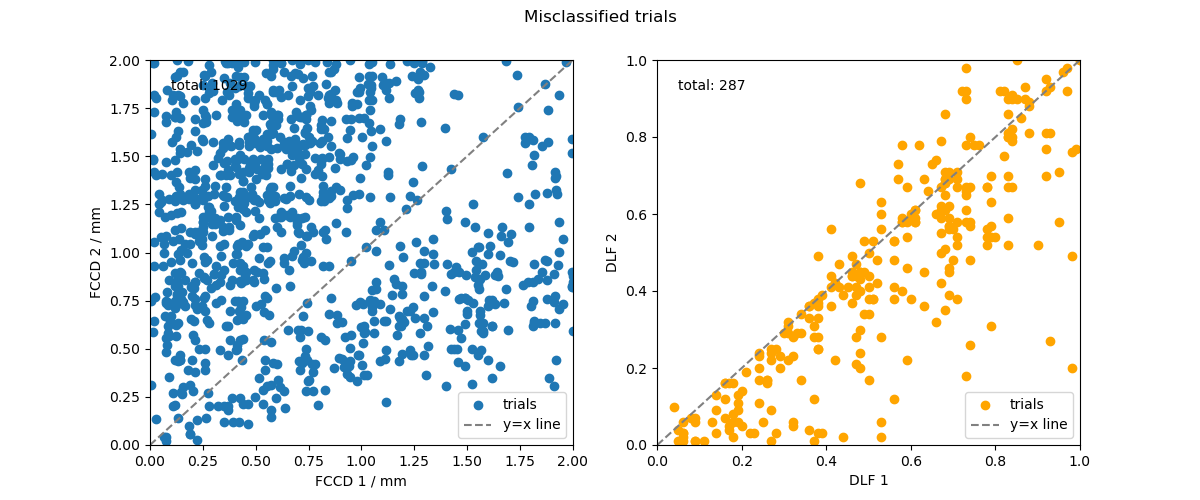 Misclassified trials
2.00
1.75
1.50
1.25
1.00
0.75
0.50
0.25
0.00
FCCD 2 / mm
total: 1029
trials
y=x line
0.00 0.25 0.50 0.75 1.00 1.25 1.50 1.75 2.00
FCCD 1 / mm
1.0
0.8
0.6
0.4
0.2
0.0
DLF 2
total: 287
trials
y=x line
0.0 0.2 0.4 0.6 0.8 1.0
DLF 1